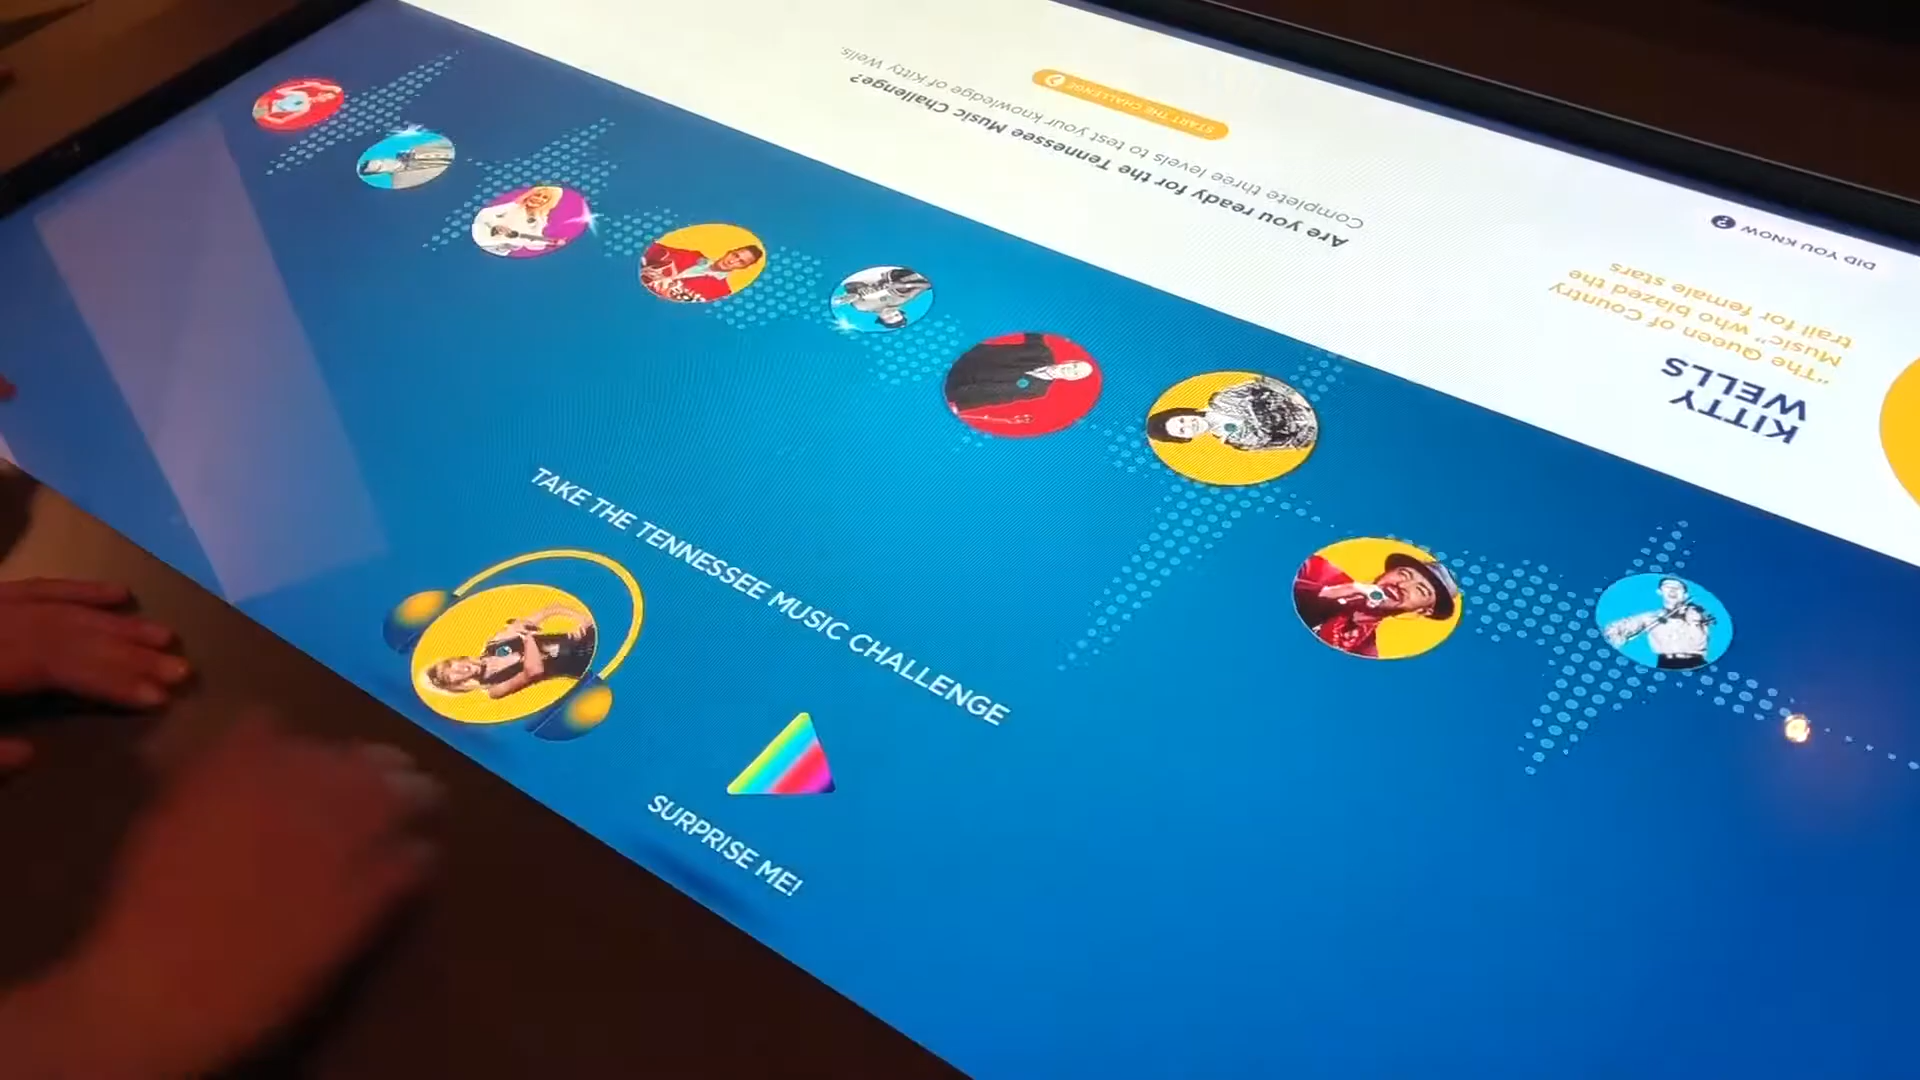 TAKE THE TENNESSEE MUSIC CHALLENGE
SURPRISE ME!
KITTY
WELLS
"The Queen of Country
Music" who blazed the
trail for female stars
DID YOU KNOW ?
Are you ready for the Tennessee Music Challenge?
Complete three levels to test your knowledge of Kitty Wells.
START THE CHALLENGE